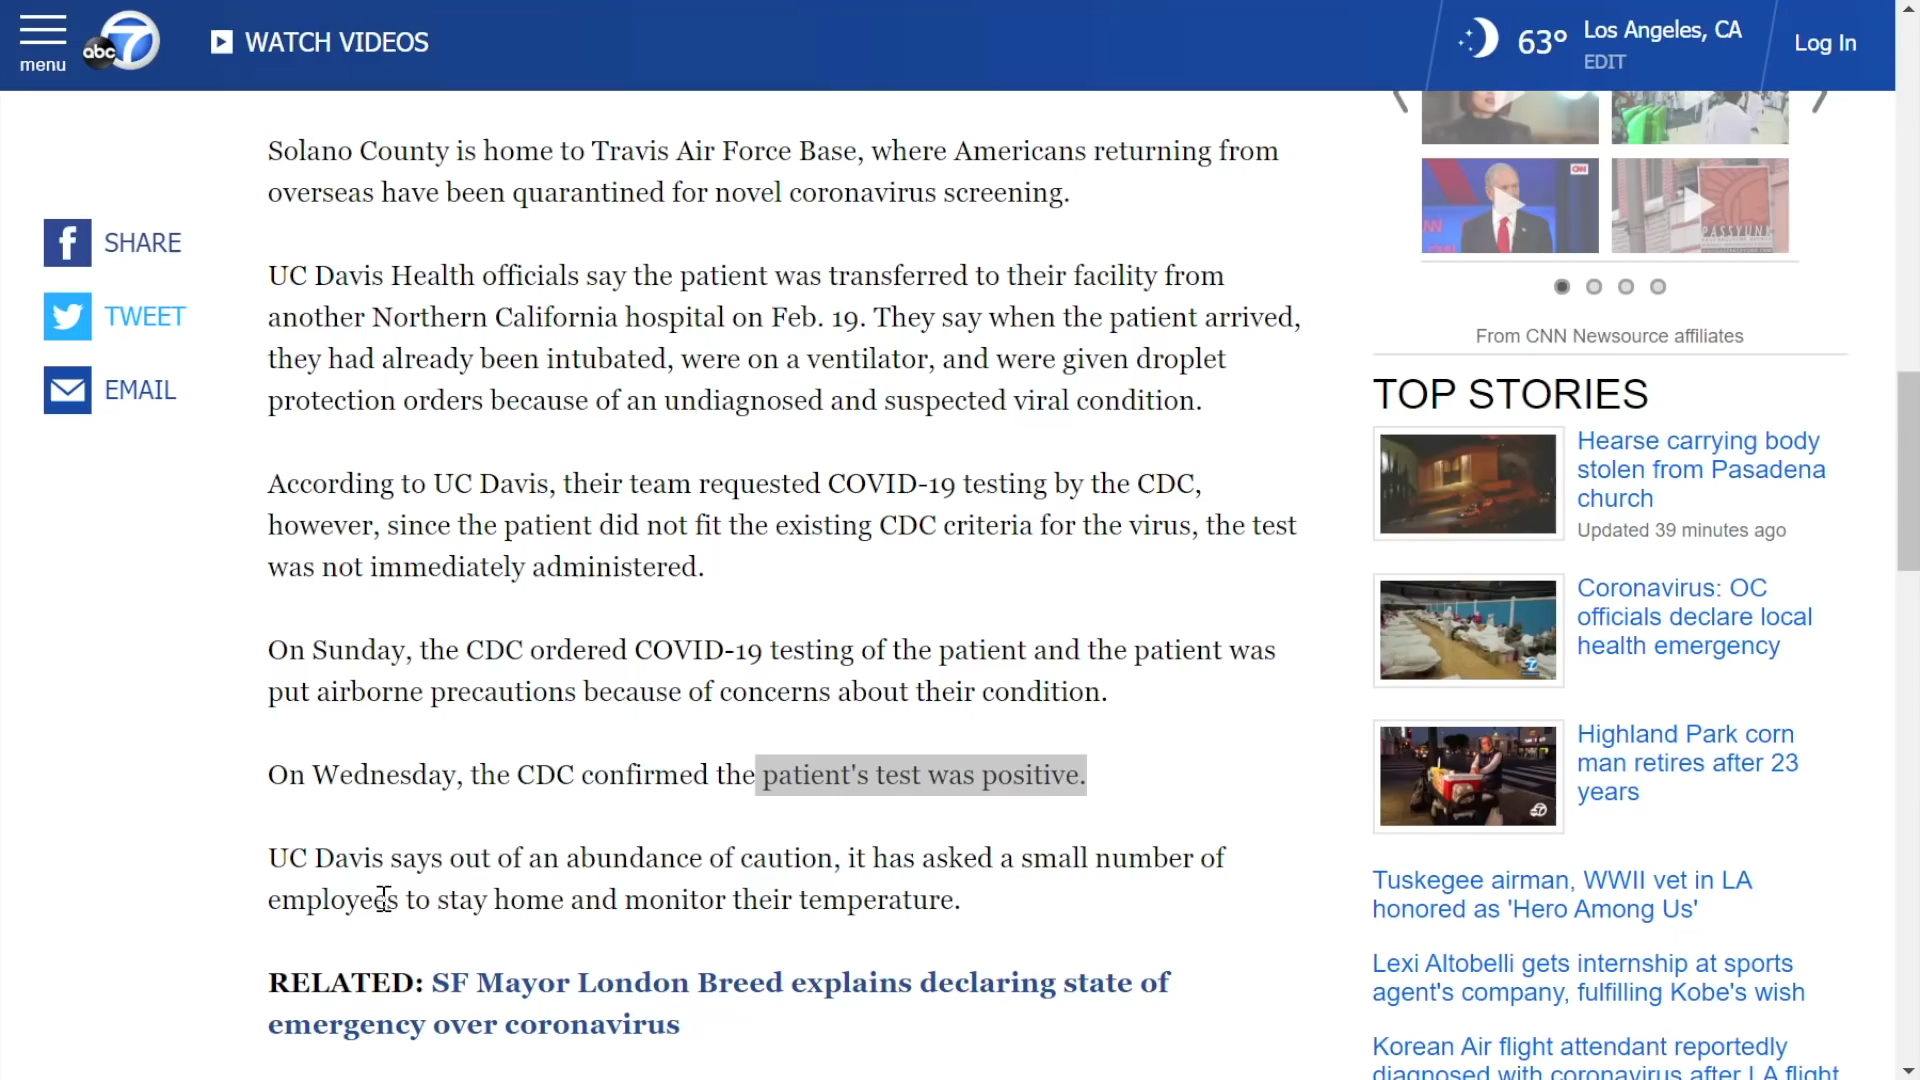 menu
abc 7
WATCH VIDEOS
63°
Los Angeles, CA
EDIT
Log In
Solano County is home to Travis Air Force Base, where Americans returning from
overseas have been quarantined for novel coronavirus screening.
SHARE
TWEET
EMAIL
UC Davis Health officials say the patient was transferred to their facility from
another Northern California hospital on Feb. 19. They say when the patient arrived,
they had already been intubated, were on a ventilator, and were given droplet
protection orders because of an undiagnosed and suspected viral condition.
According to UC Davis, their team requested COVID-19 testing by the CDC,
however, since the patient did not fit the existing CDC criteria for the virus, the test
was not immediately administered.
On Sunday, the CDC ordered COVID-19 testing of the patient and the patient was
put airborne precautions because of concerns about their condition.
On Wednesday, the CDC confirmed the patient's test was positive.
UC Davis says out of an abundance of caution, it has asked a small number of
employees to stay home and monitor their temperature.
RELATED: SF Mayor London Breed explains declaring state of
emergency over coronavirus
CNN
PASSYUNK
From CNN Newsource affiliates
TOP STORIES
Hearse carrying body
stolen from Pasadena
church
Updated 39 minutes ago
Coronavirus: OC
officials declare local
health emergency
Highland Park corn
man retires after 23
years
Tuskegee airman, WWII vet in LA
honored as 'Hero Among Us'
Lexi Altobelli gets internship at sports
agent's company, fulfilling Kobe's wish
Korean Air flight attendant reportedly
diagnosed with coronavirus after LA flight